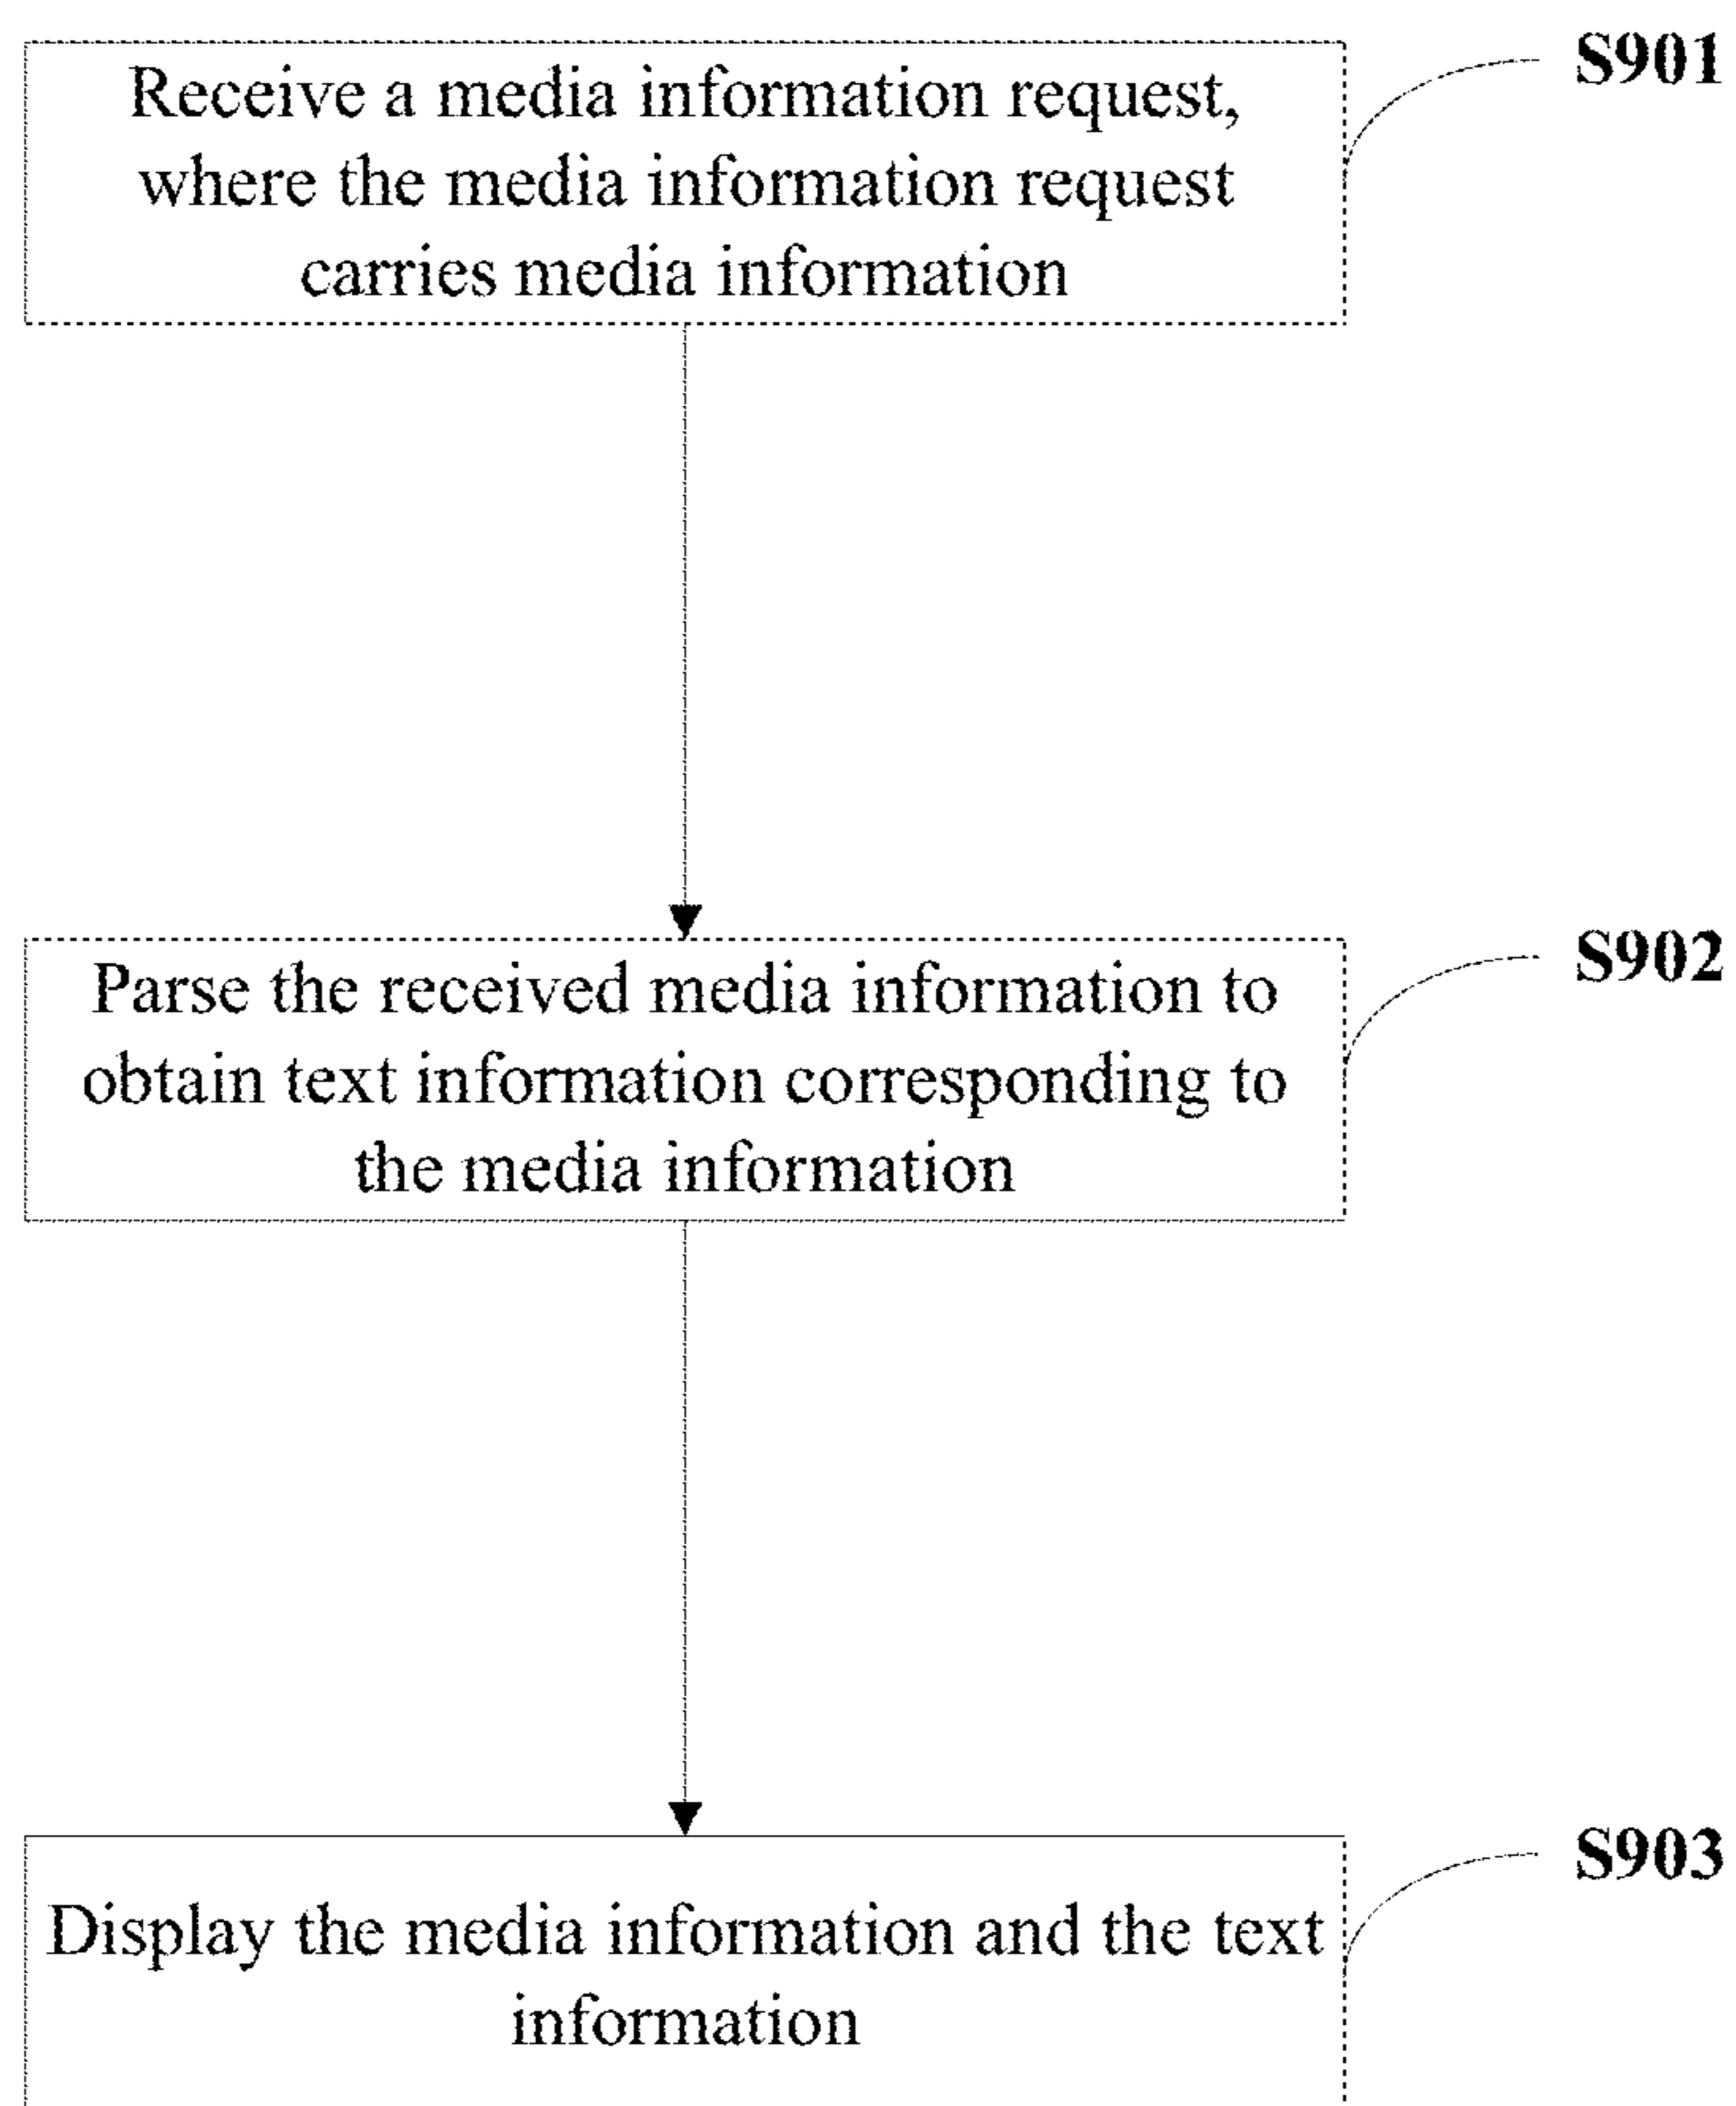 Receive a media information request,
where the media information request
carries media information
S901
Parse the received media information to
obtain text information corresponding to
the media information
S902
Display the media information and the text
information
S903